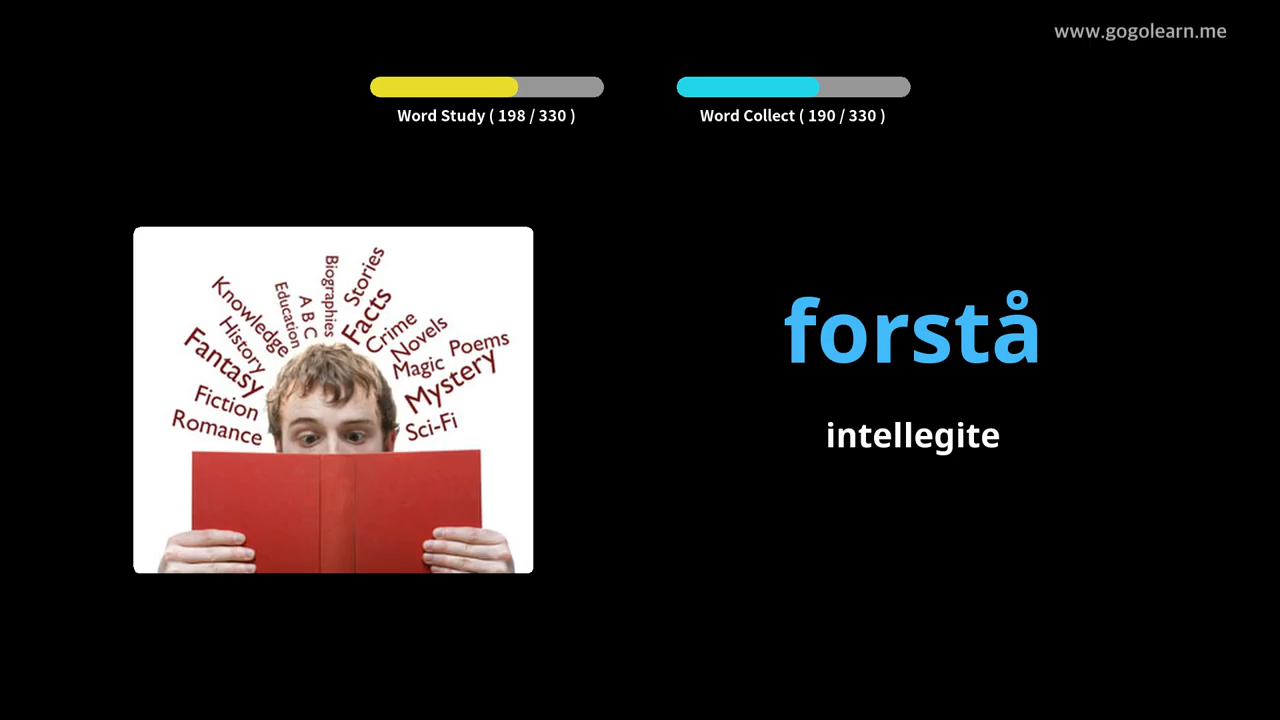 www.gogolearn.me
Word Study ( 198 / 330 )
Word Collect ( 190 / 330 )
Biographies
Stories
Education
A B C
Facts
Knowledge
History
Crime
Novels
Poems
Fantasy
Magic
Mystery
Fiction
Romance
Sci-Fi
forstå
intellegite